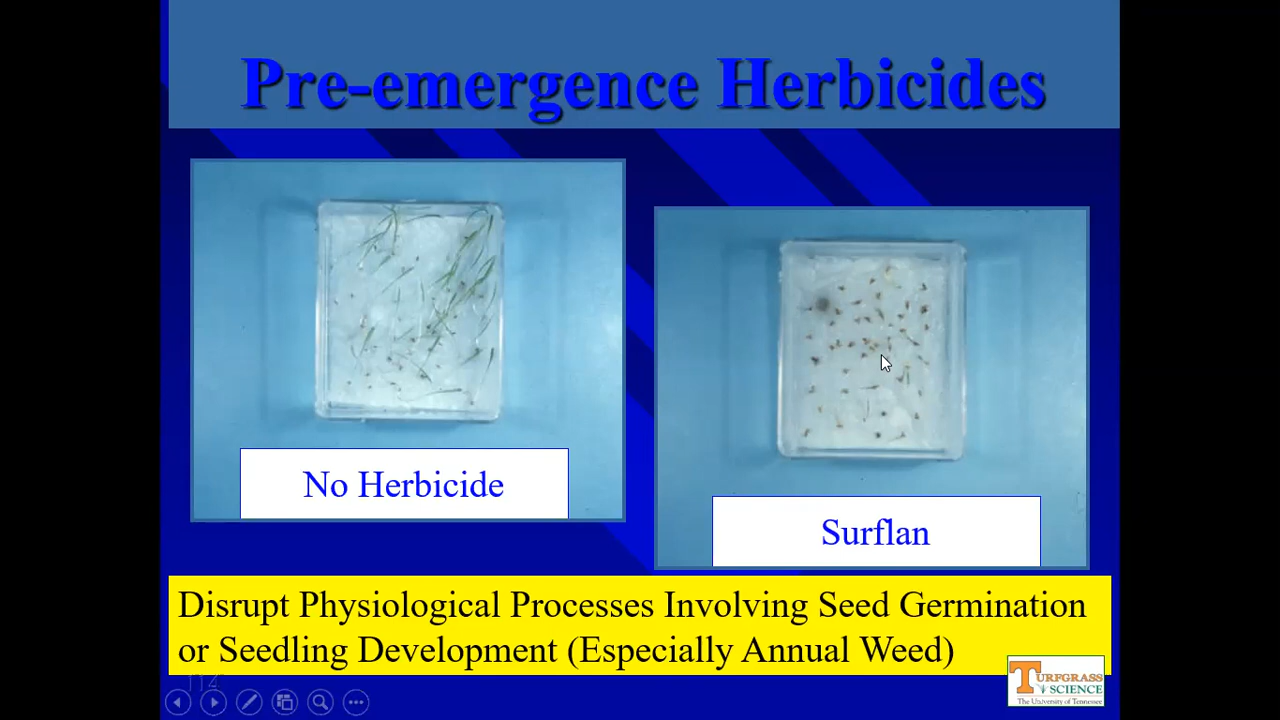 Pre-emergence Herbicides
No Herbicide
Surflan
Disrupt Physiological Processes Involving Seed Germination
or Seedling Development (Especially Annual Weed)
TURFGRASS
SCIENCE
The University of Tennessee